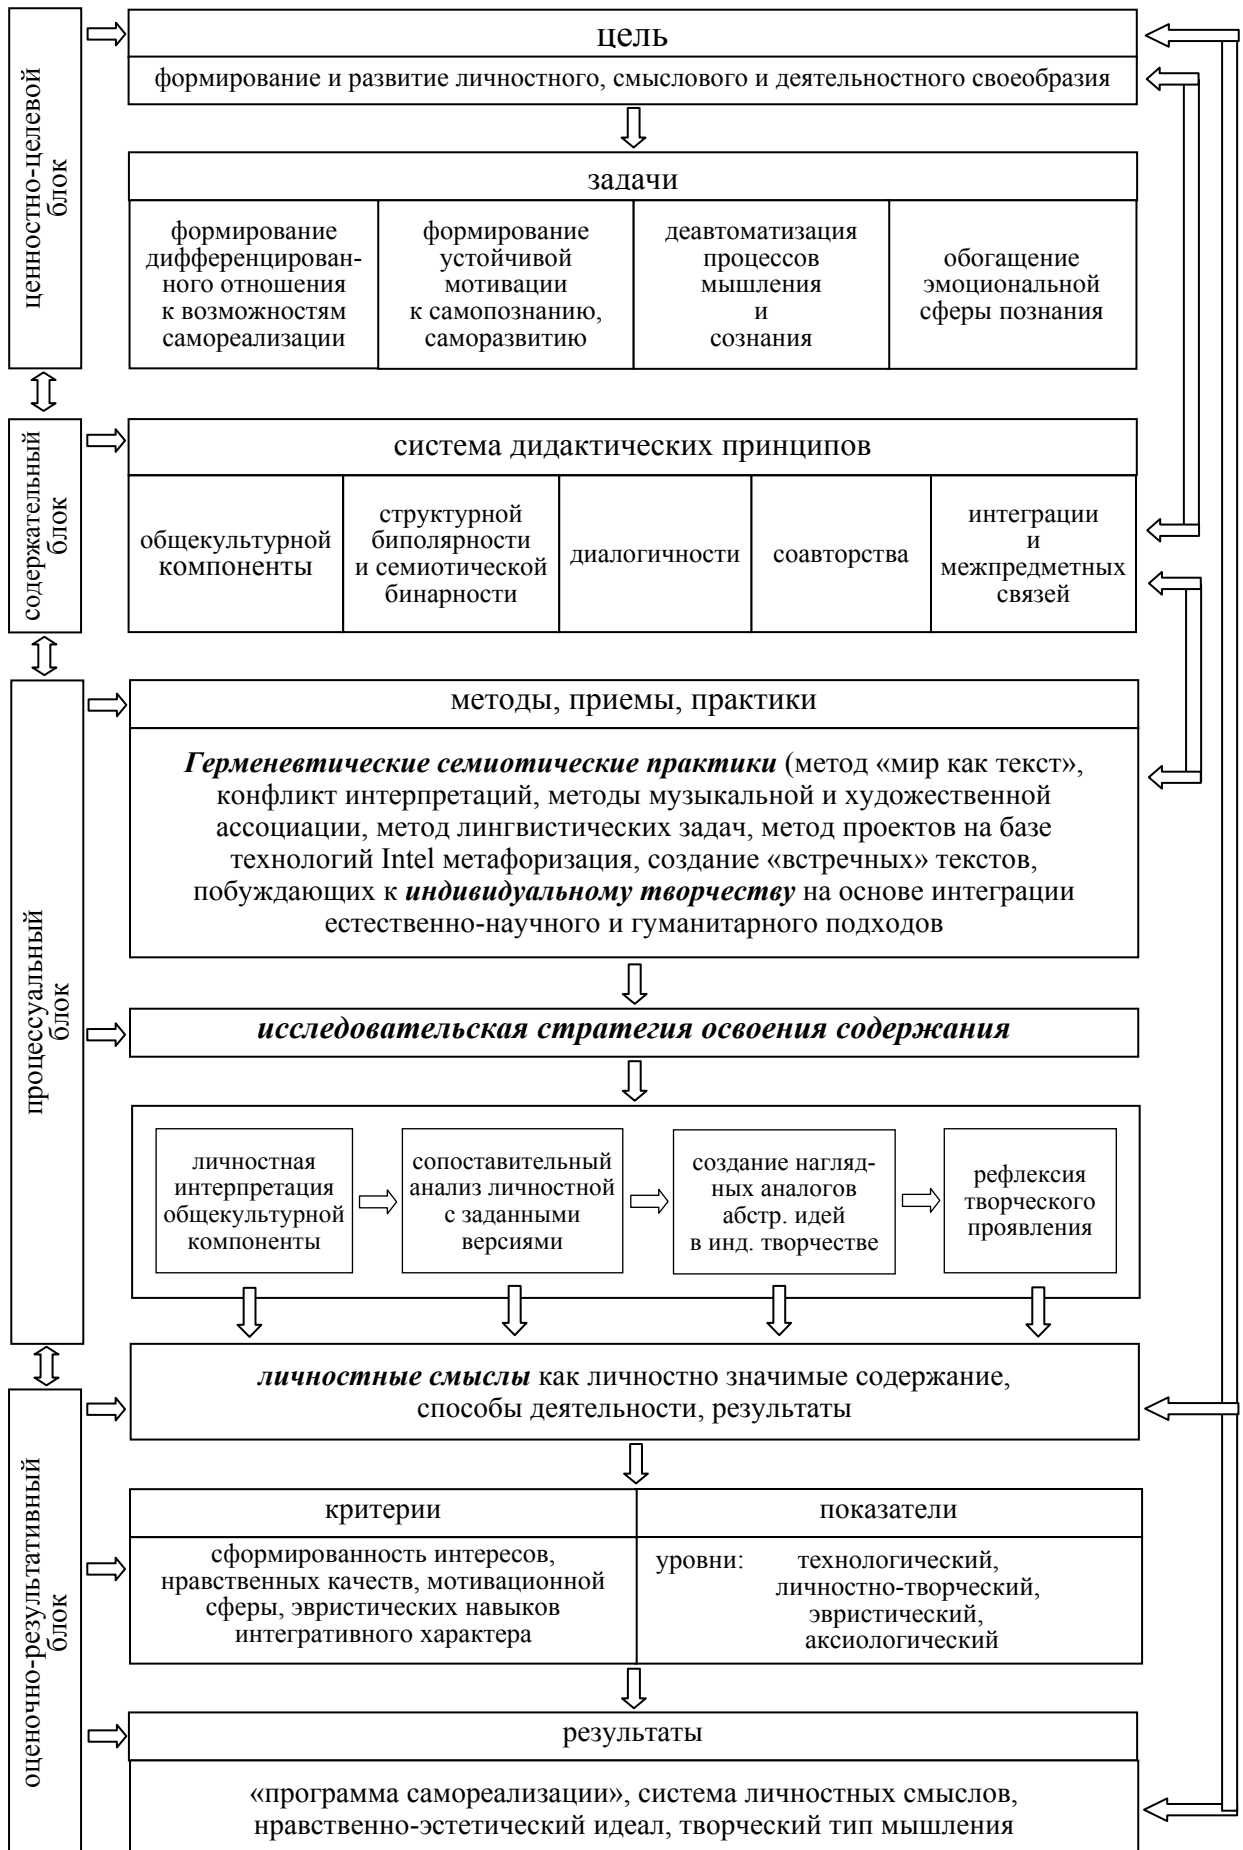 ценностно-целевой
блок
цель
формирование и развитие личностного, смыслового и деятельностного своеобразия
задачи
формирование
дифференцирован-
ного отношения
к возможностям
самореализации
формирование
устойчивой
мотивации
к самопознанию,
саморазвитию
деавтоматизация
процессов
мышления
и
сознания
обогащение
эмоциональной
сферы познания
содержательный
блок
система дидактических принципов
общекультурной
компоненты
структурной
биполярности
и семиотической
бинарности
диалогичности
соавторства
интеграции
и
межпредметных
связей
процессуальный
блок
методы, приемы, практики
Герменевтические семиотические практики (метод «мир как текст»,
конфликт интерпретаций, методы музыкальной и художественной
ассоциации, метод лингвистических задач, метод проектов на базе
технологий Intel метафоризация, создание «встречных» текстов,
побуждающих к индивидуальному творчеству на основе интеграции
естественно-научного и гуманитарного подходов
исследовательская стратегия освоения содержания
личностная
интерпретация
общекультурной
компоненты
сопоставительный
анализ личностной
с заданными
версиями
создание нагляд-
ных аналогов
абстр. идей
в инд. творчестве
рефлексия
творческого
проявления
оценочно-результативный
блок
личностные смыслы как личностно значимые содержание,
способы деятельности, результаты
критерии
сформированность интересов,
нравственных качеств, мотивационной
сферы, эвристических навыков
интегративного характера
показатели
уровни: технологический,
личностно-творческий,
эвристический,
аксиологический
результаты
«программа самореализации», система личностных смыслов,
нравственно-эстетический идеал, творческий тип мышления